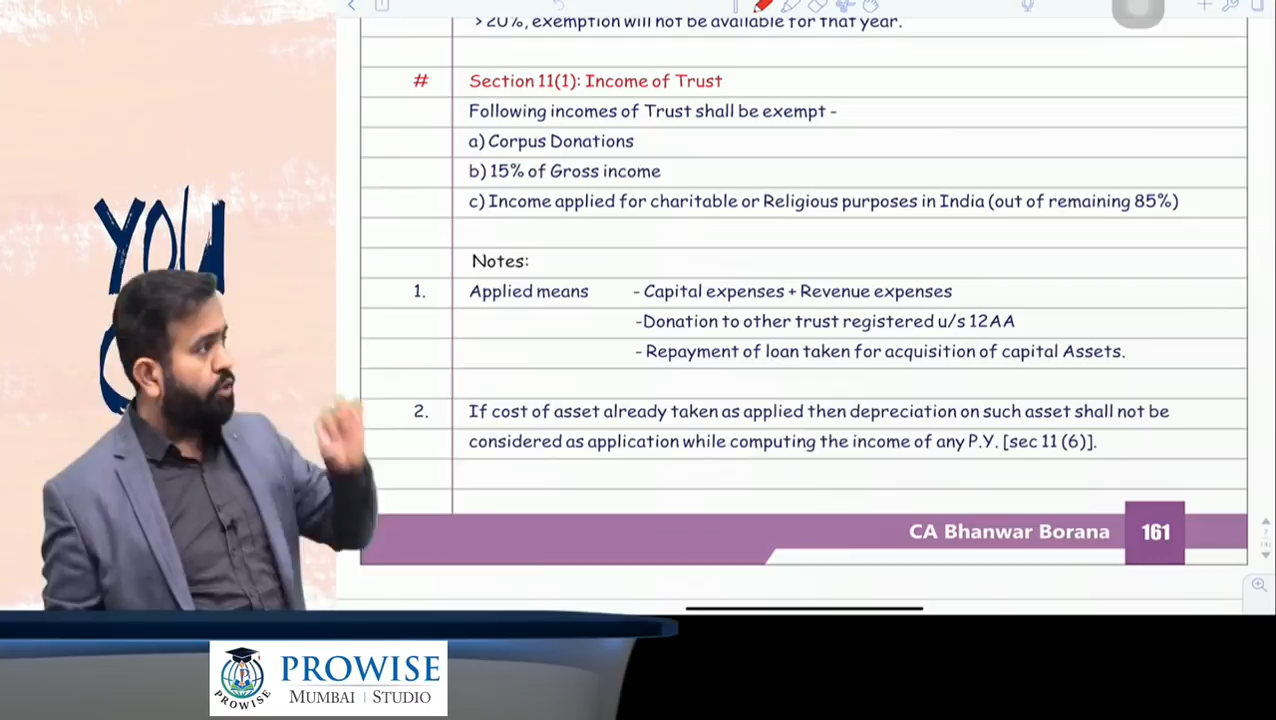 > 20%, exemption will not be available for that year.
# Section 11(1): Income of Trust
Following incomes of Trust shall be exempt -
a) Corpus Donations
b) 15% of Gross income
c) Income applied for charitable or Religious purposes in India (out of remaining 85%)
Notes:
1. Applied means - Capital expenses + Revenue expenses
-Donation to other trust registered u/s 12AA
- Repayment of loan taken for acquisition of capital Assets.
2. If cost of asset already taken as applied then depreciation on such asset shall not be
considered as application while computing the income of any P.Y. [sec 11 (6)].
CA Bhanwar Borana 161
YOU
PROWISE
PROWISE
MUMBAI | STUDIO